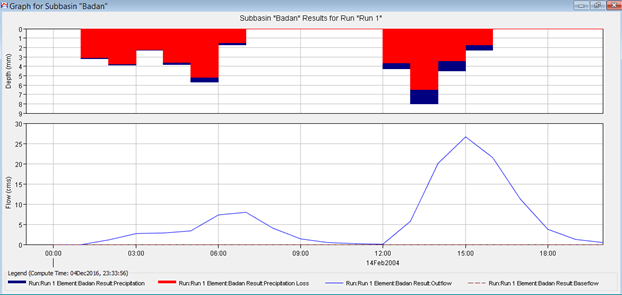 Graph for Subbasin "Badan"
Subbasin "Badan" Results for Run "Run 1"
0
1
2
3
4
5
6
7
8
9
Depth (mm)
30
25
20
15
10
5
0
Flow (cms)
00:00 03:00 06:00 09:00 12:00 15:00 18:00
14Feb2004
Legend (Compute Time: 04Dec2016, 23:33:56)
Run:Run 1 Element:Badan Result:Precipitation Run:Run 1 Element:Badan Result:Precipitation Loss Run:Run 1 Element:Badan Result:Outflow Run:Run 1 Element:Badan Result:Baseflow